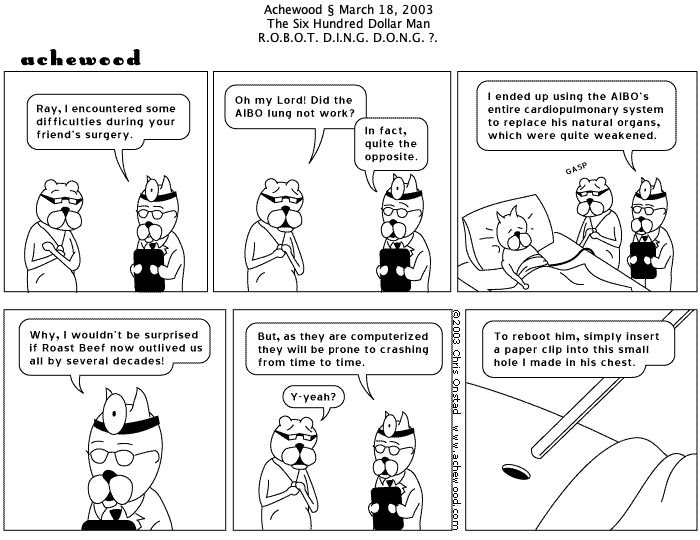 Achewood § March 18, 2003
The Six Hundred Dollar Man
R.O.B.O.T. D.I.N.G. D.O.N.G. ?.
achewood
Ray, I encountered some
difficulties during your
friend's surgery.
Oh my Lord! Did the
AIBO lung not work?
In fact,
quite the
opposite.
I ended up using the AIBO's
entire cardiopulmonary system
to replace his natural organs,
which were quite weakened.
GASP
Why, I wouldn't be surprised
if Roast Beef now outlived us
all by several decades!
But, as they are computerized
they will be prone to crashing
from time to time.
Y-yeah?
©2003 Chris Onstad www.achewood.com
To reboot him, simply insert
a paper clip into this small
hole I made in his chest.